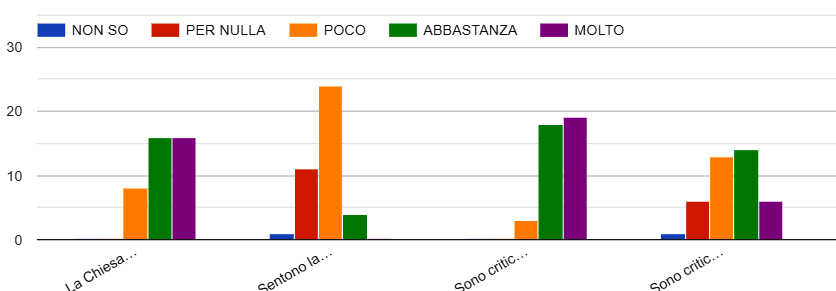 NON SO PER NULLA POCO ABBASTANZA MOLTO
30
20
10
0
La Chiesa…
Sentono la…
Sono critic…
Sono critic…